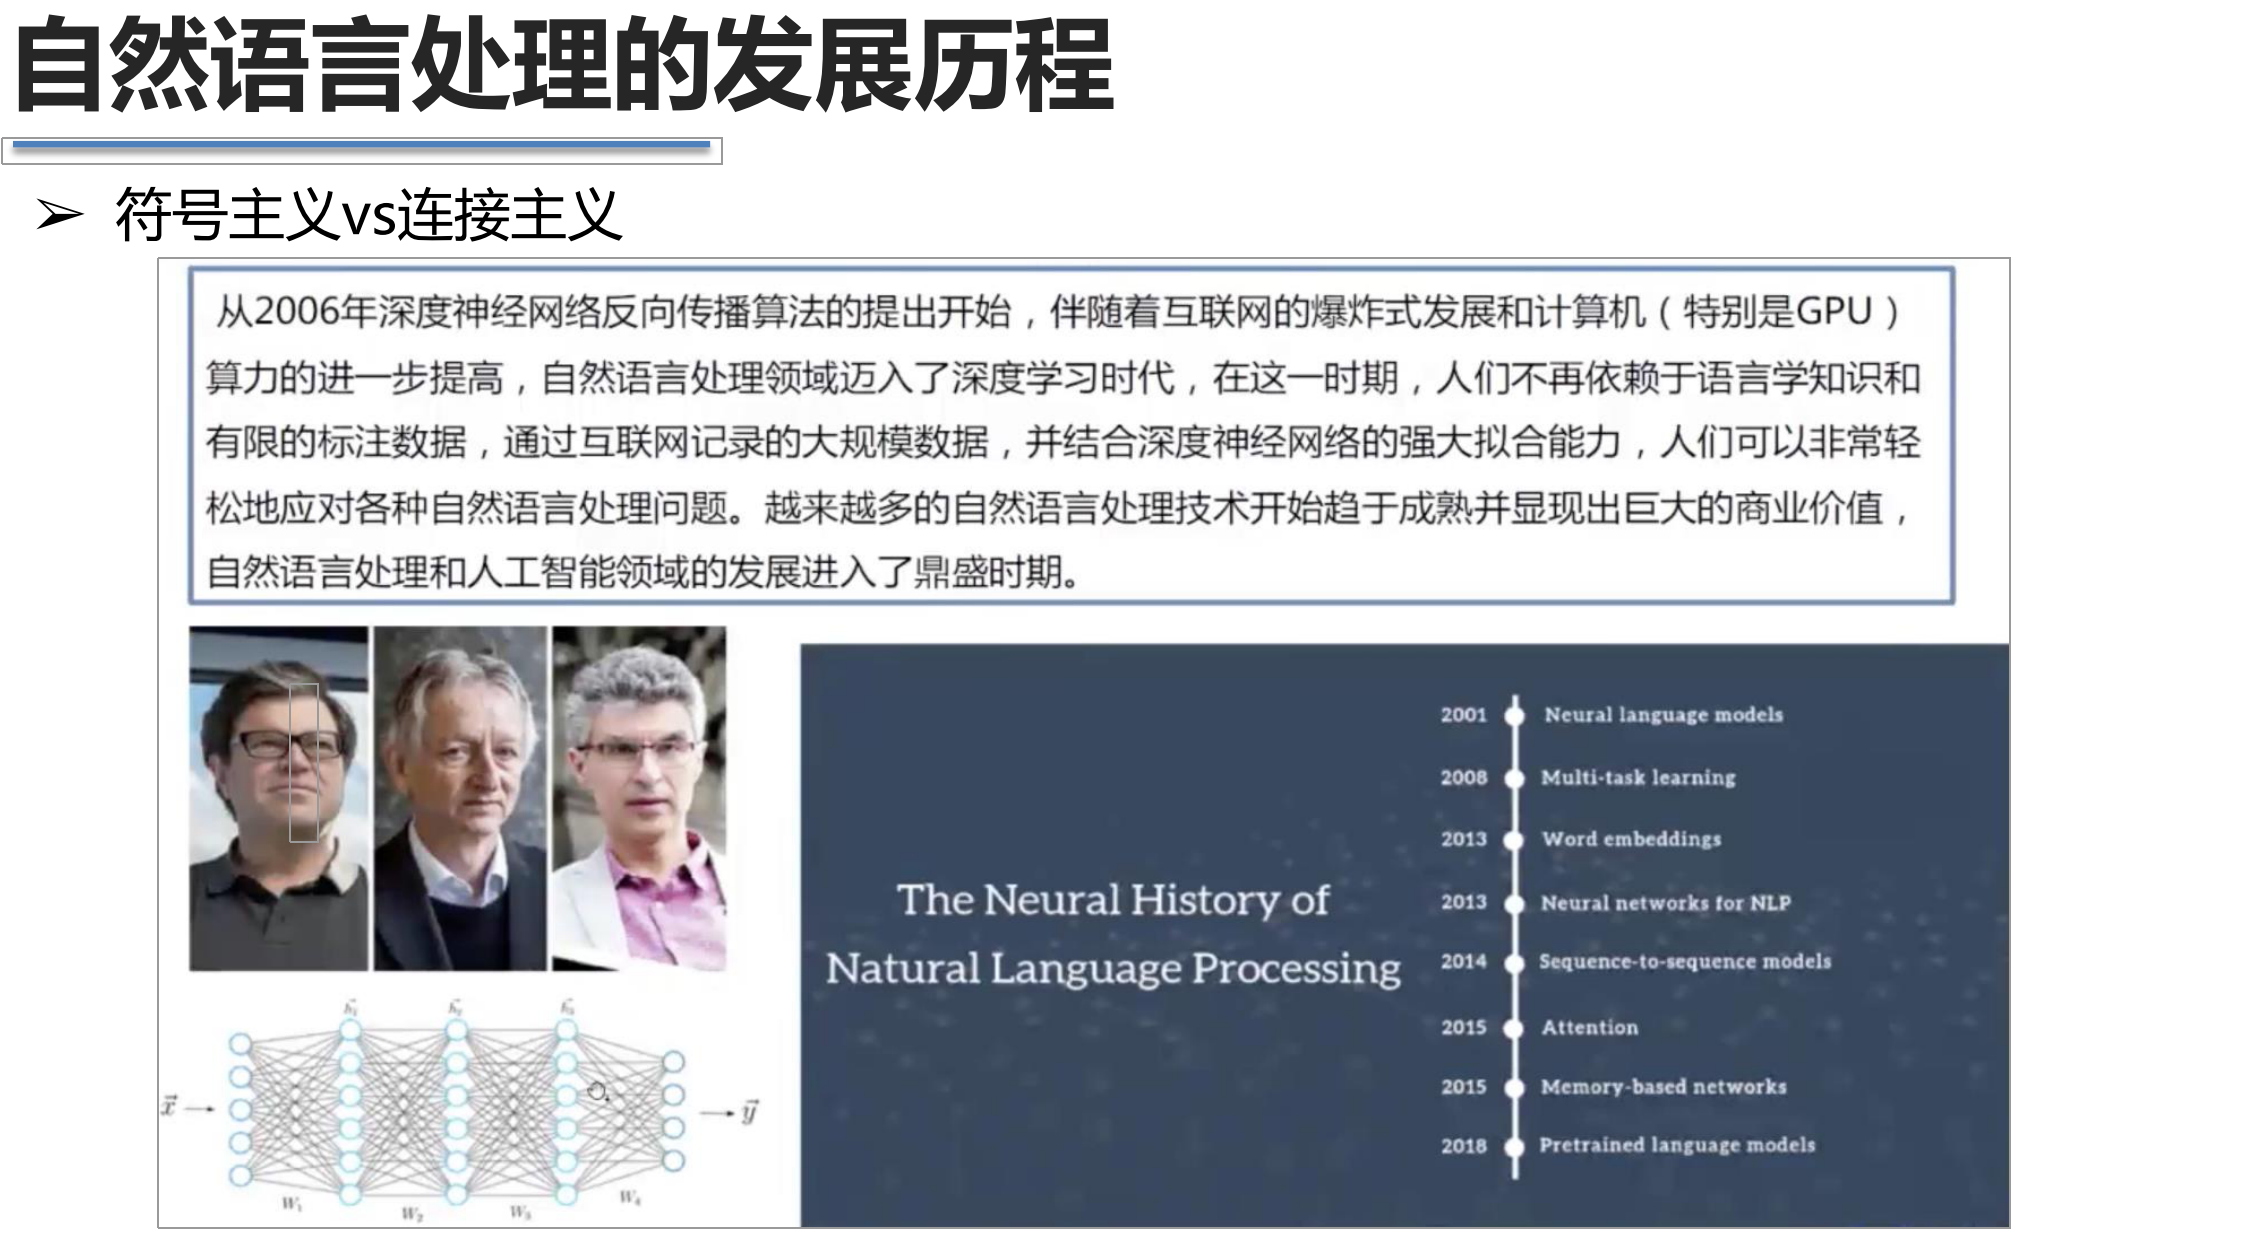 自然语言处理的发展历程
➢ 符号主义vs连接主义
从2006年深度神经网络反向传播算法的提出开始，伴随着互联网的爆炸式发展和计算机（特别是GPU）
算力的进一步提高，自然语言处理领域迈入了深度学习时代，在这一时期，人们不再依赖于语言学知识和
有限的标注数据，通过互联网记录的大规模数据，并结合深度神经网络的强大拟合能力，人们可以非常轻
松地应对各种自然语言处理问题。越来越多的自然语言处理技术开始趋于成熟并显现出巨大的商业价值，
自然语言处理和人工智能领域的发展进入了鼎盛时期。
The Neural History of
Natural Language Processing
2001 Neural language models
2008 Multi-task learning
2013 Word embeddings
2013 Neural networks for NLP
2014 Sequence-to-sequence models
2015 Attention
2015 Memory-based networks
2018 Pretrained language models
h⃗₁ h⃗₂ h⃗₃
x⃗ y⃗
W₁ W₂ W₃ W₄